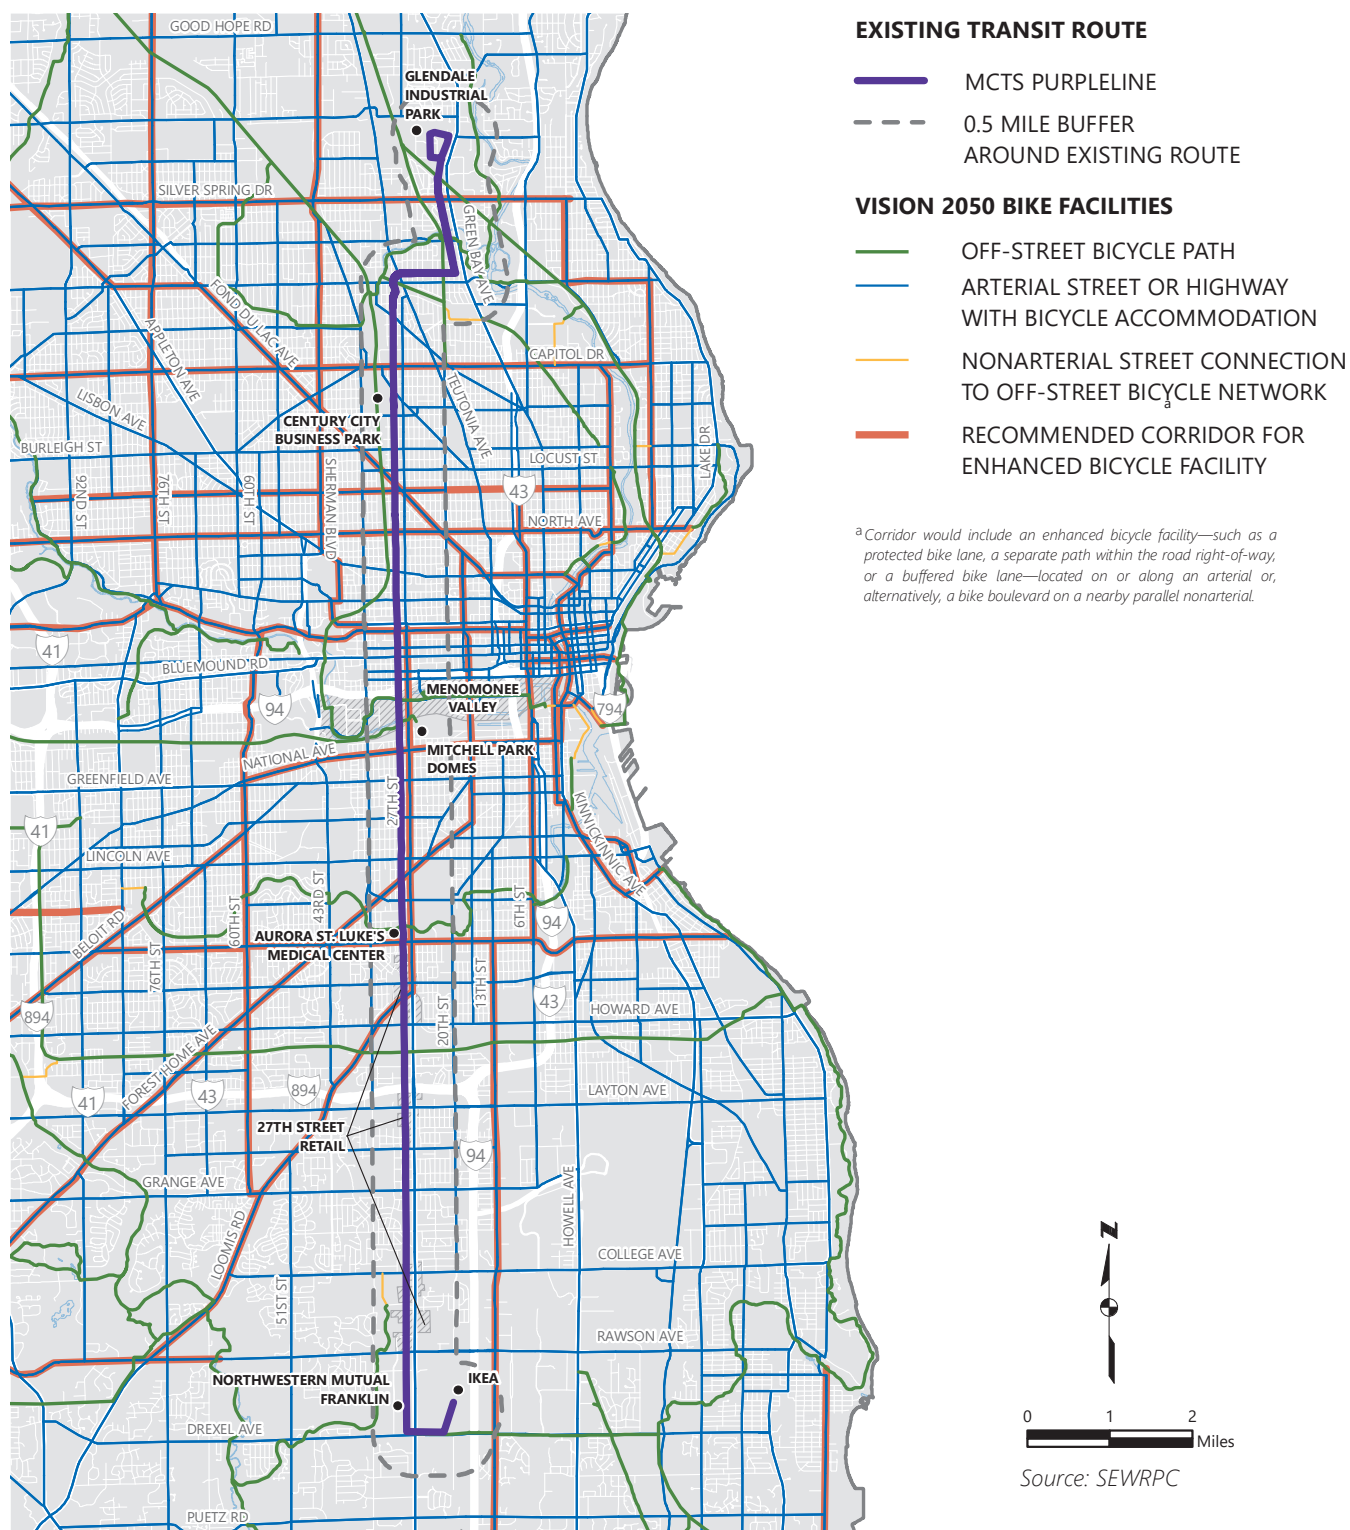 GOOD HOPE RD
GLENDALE
INDUSTRIAL
PARK
SILVER SPRING DR
GREEN BAY AVE
FOND DU LAC AVE
APPLETON AVE
CAPITOL DR
LISBON AVE
TEUTONIA AVE
CENTURY CITY
BUSINESS PARK
BURLEIGH ST
LOCUST ST
LAKE DR
92ND ST
76TH ST
60TH ST
SHERMAN BLVD
43
NORTH AVE
41
BLUEMOUND RD
94
MENOMONEE
VALLEY
794
MITCHELL PARK
DOMES
NATIONAL AVE
GREENFIELD AVE
27TH ST
KINNICKINNIC AVE
41
LINCOLN AVE
43RD ST
60TH ST
6TH ST
94
BELOIT RD
AURORA ST. LUKE'S
MEDICAL CENTER
76TH ST
13TH ST
20TH ST
43
HOWARD AVE
894
FOREST HOME AVE
41
43
894
LAYTON AVE
27TH STREET
RETAIL
94
GRANGE AVE
HOWELL AVE
LOOMIS RD
COLLEGE AVE
51ST ST
RAWSON AVE
NORTHWESTERN MUTUAL
FRANKLIN
IKEA
DREXEL AVE
PUETZ RD
EXISTING TRANSIT ROUTE
MCTS PURPLELINE
0.5 MILE BUFFER
AROUND EXISTING ROUTE
VISION 2050 BIKE FACILITIES
OFF-STREET BICYCLE PATH
ARTERIAL STREET OR HIGHWAY
WITH BICYCLE ACCOMMODATION
NONARTERIAL STREET CONNECTION
TO OFF-STREET BICYCLE NETWORK
a
RECOMMENDED CORRIDOR FOR
ENHANCED BICYCLE FACILITY
a Corridor would include an enhanced bicycle facility—such as a
protected bike lane, a separate path within the road right-of-way,
or a buffered bike lane—located on or along an arterial or,
alternatively, a bike boulevard on a nearby parallel nonarterial.
N
0 1 2
Miles
Source: SEWRPC